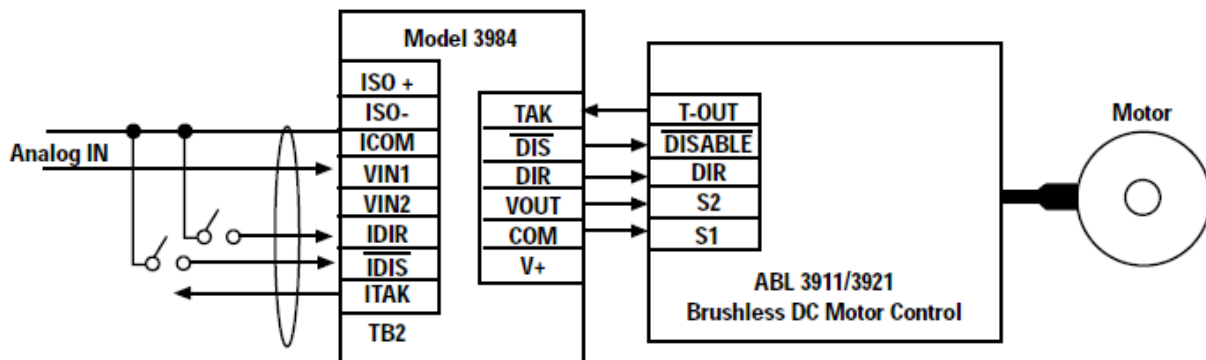 Model 3984
ISO +
ISO-
ICOM
VIN1
VIN2
IDIR
IDIS
ITAK
TB2
Analog IN
TAK
DIS
DIR
VOUT
COM
V+
T-OUT
DISABLE
DIR
S2
S1
ABL 3911/3921
Brushless DC Motor Control
Motor